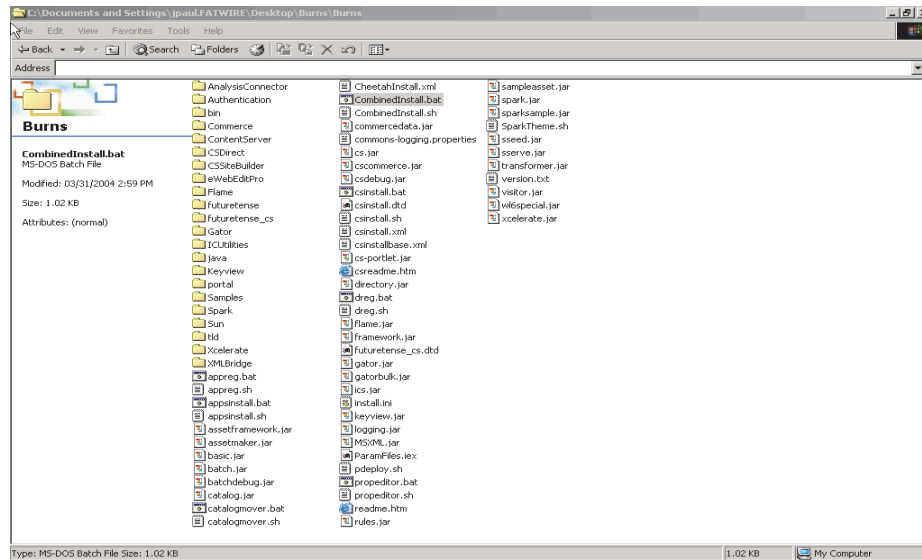 C:\Documents and Settings\jpaul.FATWIRE\Desktop\Burns\Burns
File Edit View Favorites Tools Help
Back Search Folders
Address
Burns
CombinedInstall.bat
MS-DOS Batch File
Modified: 03/31/2004 2:59 PM
Size: 1.02 KB
Attributes: (normal)
AnalysisConnector
Authentication
bin
Commerce
ContentServer
CSDirect
CSSiteBuilder
eWebEditPro
Flame
futuretense
futuretense_cs
Gator
ICUtilities
java
Keyview
portal
Samples
Spark
Sun
tld
Xcelerate
XMLBridge
appreg.bat
appreg.sh
appsinstall.bat
appsinstall.sh
assetframework.jar
assetmaker.jar
basic.jar
batch.jar
batchdebug.jar
catalog.jar
catalogmover.bat
catalogmover.sh
CheetahInstall.xml
CombinedInstall.bat
CombinedInstall.sh
commercedata.jar
commons-logging.properties
cs.jar
cscommerce.jar
csdebug.jar
csinstall.bat
csinstall.dtd
csinstall.sh
csinstall.xml
csinstallbase.xml
cs-portlet.jar
csreadme.htm
directory.jar
dreg.bat
dreg.sh
flame.jar
framework.jar
futuretense_cs.dtd
gator.jar
gatorbulk.jar
ics.jar
install.ini
keyview.jar
logging.jar
MSXML.jar
ParamFiles.iex
pdeploy.sh
propeditor.bat
propeditor.sh
readme.htm
rules.jar
sampleasset.jar
spark.jar
sparksample.jar
SparkTheme.sh
sseed.jar
sserve.jar
transformer.jar
version.txt
visitor.jar
wl6special.jar
xcelerate.jar
Type: MS-DOS Batch File Size: 1.02 KB
1.02 KB
My Computer